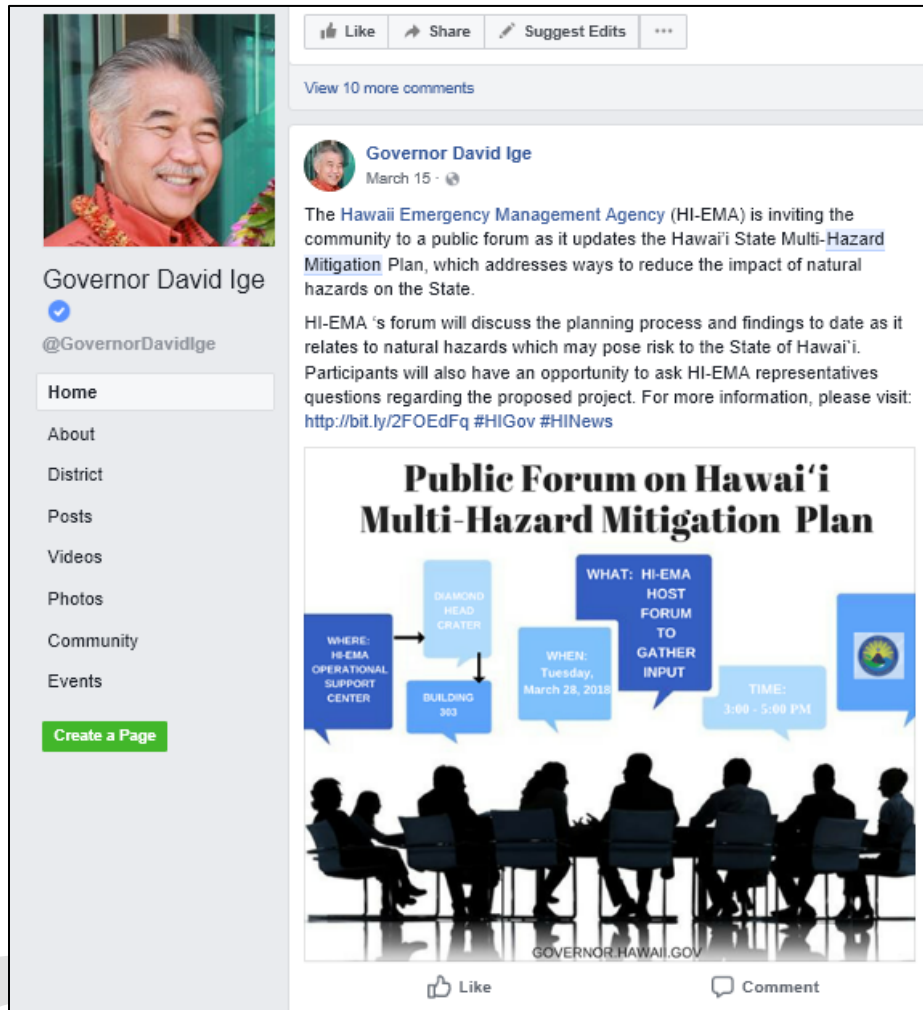 Like Share Suggest Edits ...
View 10 more comments
Governor David Ige
@GovernorDavidIge
Home
About
District
Posts
Videos
Photos
Community
Events
Create a Page
Governor David Ige
March 15 ·
The Hawaii Emergency Management Agency (HI-EMA) is inviting the
community to a public forum as it updates the Hawai'i State Multi-Hazard
Mitigation Plan, which addresses ways to reduce the impact of natural
hazards on the State.
HI-EMA ‘s forum will discuss the planning process and findings to date as it
relates to natural hazards which may pose risk to the State of Hawai`i.
Participants will also have an opportunity to ask HI-EMA representatives
questions regarding the proposed project. For more information, please visit:
http://bit.ly/2FOEdFq #HIGov #HINews
Public Forum on Hawai‘i
Multi-Hazard Mitigation Plan
WHERE:
HI-EMA
OPERATIONAL
SUPPORT
CENTER
DIAMOND
HEAD
CRATER
BUILDING
303
WHEN:
Tuesday,
March 28, 2018
WHAT: HI-EMA
HOST
FORUM
TO
GATHER
INPUT
TIME:
3:00 - 5:00 PM
GOVERNOR.HAWAII.GOV
Like Comment